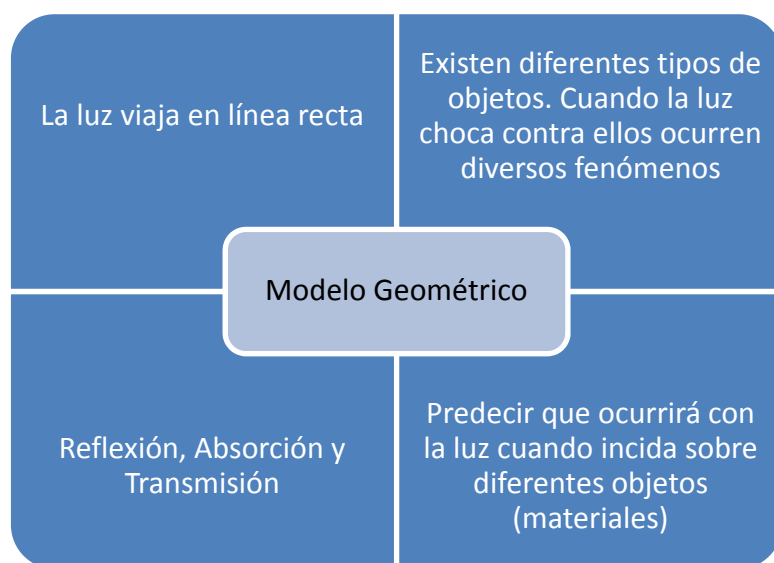 La luz viaja en línea recta
Existen diferentes tipos de
objetos. Cuando la luz
choca contra ellos ocurren
diversos fenómenos
Modelo Geométrico
Reflexión, Absorción y
Transmisión
Predecir que ocurrirá con
la luz cuando incida sobre
diferentes objetos
(materiales)